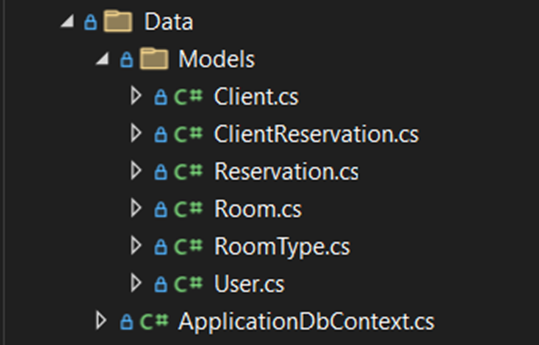 Data
Models
C# Client.cs
C# ClientReservation.cs
C# Reservation.cs
C# Room.cs
C# RoomType.cs
C# User.cs
C# ApplicationDbContext.cs